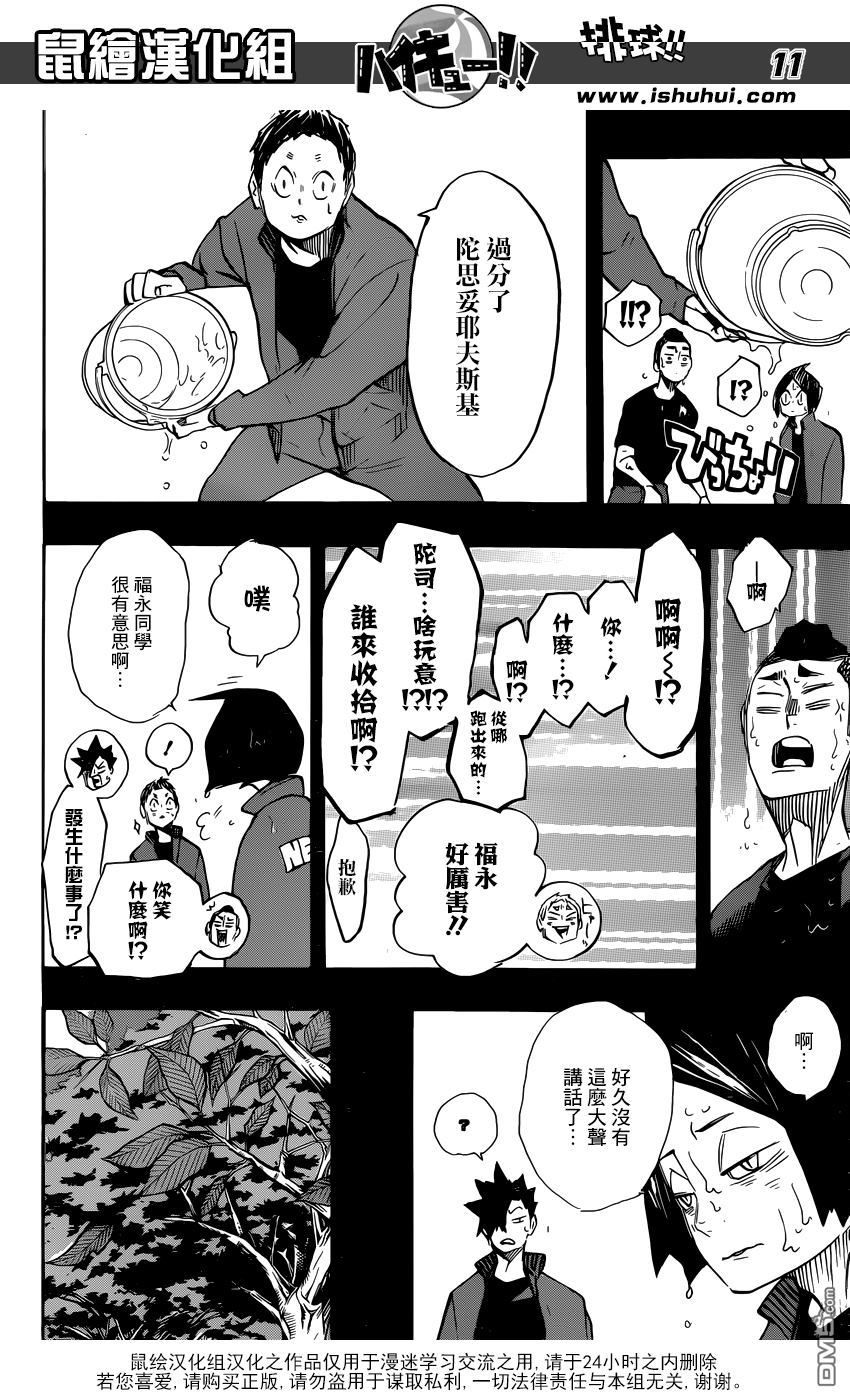 鼠繪漢化組
ハイキュー!!
排球!!
11
www.ishuhui.com
!!?
!?
びっちょり
過分了
陀思妥耶夫斯基
—啊
啊啊～!?
你…!
什麼…!?
啊!?
從哪
跑出來的…
陀司…啥玩意!?!?
誰來收拾啊!?
福永
好厲害!!
抱歉
噗
福永同學
很有意思啊…
!
你笑
什麼啊!?
發生什麼事了!?
啊…
好久沒有
這麼大聲
講話了…
?
DM5.com
鼠绘汉化组汉化之作品仅用于漫迷学习交流之用, 请于24小时之内删除
若您喜爱, 请购买正版, 请勿用于谋取私利, 一切法律责任与本组无关, 谢谢。